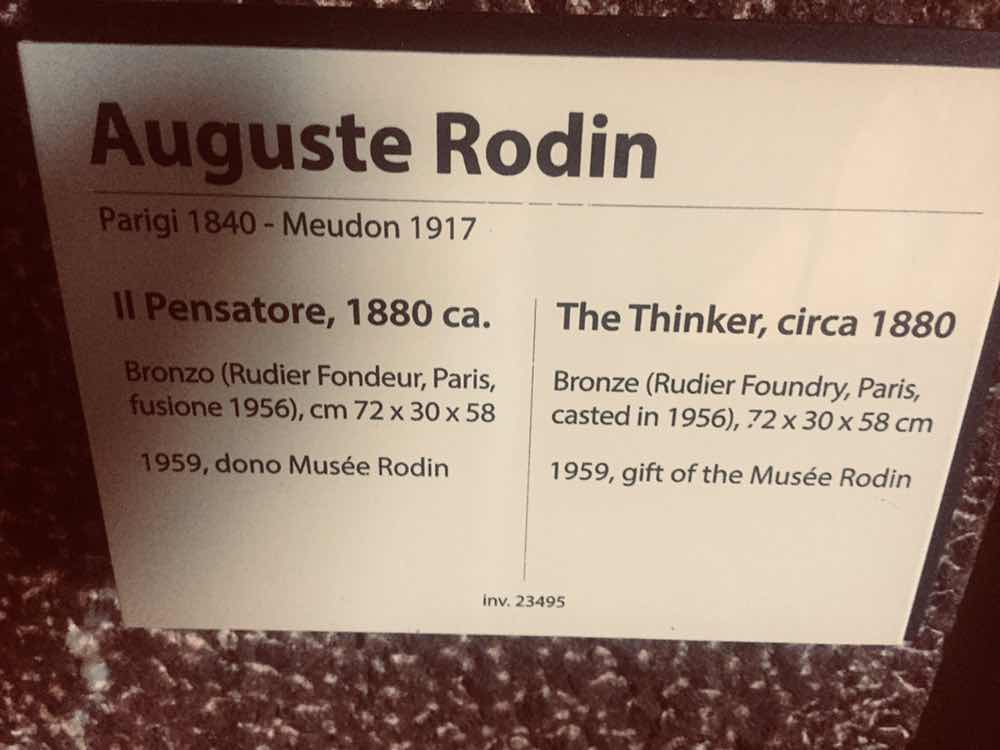 Auguste Rodin
Parigi 1840 - Meudon 1917
Il Pensatore, 1880 ca.
Bronzo (Rudier Fondeur, Paris,
fusione 1956), cm 72 x 30 x 58
1959, dono Musée Rodin
The Thinker, circa 1880
Bronze (Rudier Foundry, Paris,
casted in 1956), 72 x 30 x 58 cm
1959, gift of the Musée Rodin
inv. 23495